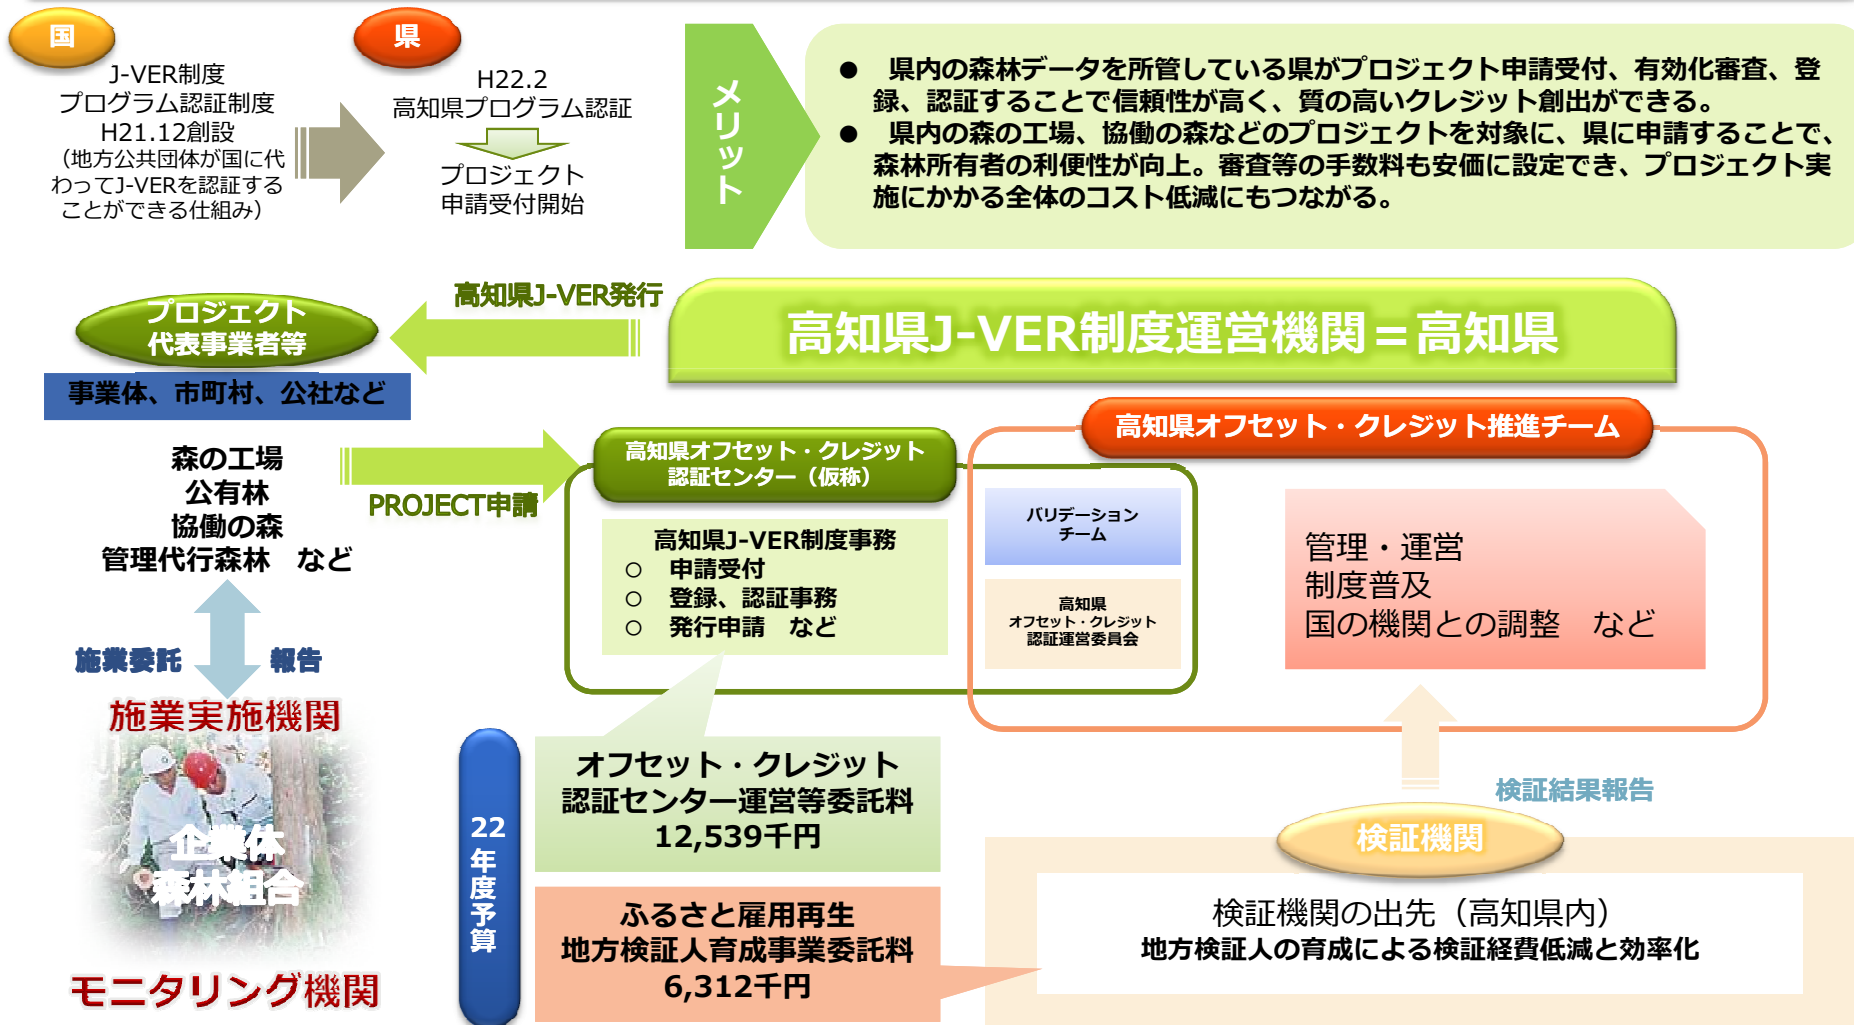 国
J-VER制度
プログラム認証制度
H21.12創設
（地方公共団体が国に代
わってJ-VERを認証する
ことができる仕組み）
県
H22.2
高知県プログラム認証
プロジェクト
申請受付開始
メリット
● 県内の森林データを所管している県がプロジェクト申請受付、有効化審査、登
録、認証することで信頼性が高く、質の高いクレジット創出ができる。
● 県内の森の工場、協働の森などのプロジェクトを対象に、県に申請することで、
森林所有者の利便性が向上。審査等の手数料も安価に設定でき、プロジェクト実
施にかかる全体のコスト低減にもつながる。
プロジェクト
代表事業者等
事業体、市町村、公社など
高知県J-VER発行
高知県J-VER制度運営機関＝高知県
森の工場
公有林
協働の森
管理代行森林 など
PROJECT申請
高知県オフセット・クレジット
認証センター（仮称）
高知県J-VER制度事務
○ 申請受付
○ 登録、認証事務
○ 発行申請 など
バリデーション
チーム
高知県
オフセット・クレジット
認証運営委員会
高知県オフセット・クレジット推進チーム
管理・運営
制度普及
国の機関との調整 など
施業委託
報告
施業実施機関
企業体
森林組合
モニタリング機関
22年度予算
オフセット・クレジット
認証センター運営等委託料
12,539千円
ふるさと雇用再生
地方検証人育成事業委託料
6,312千円
検証結果報告
検証機関
検証機関の出先（高知県内）
地方検証人の育成による検証経費低減と効率化